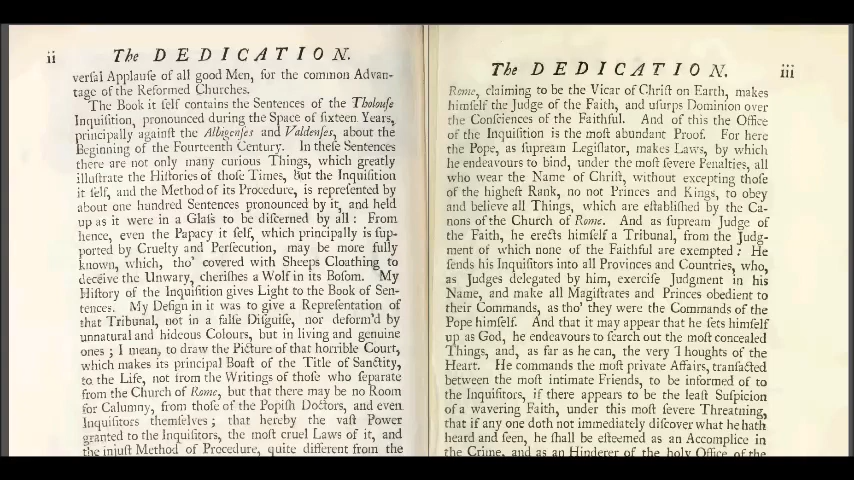 ii
The DEDICATION.
verſal Applauſe of all good Men, for the common Advan-
tage of the Reformed Churches.
The Book it ſelf contains the Sentences of the Tholouſe
Inquiſition, pronounced during the Space of ſixteen Years,
principally againſt the Albigenſes and Valdenſes, about the
Beginning of the Fourteenth Century. In theſe Sentences
there are not only many curious Things, which greatly
illuſtrate the Hiſtories of thoſe Times, but the Inquiſition
it ſelf, and the Method of its Procedure, is repreſented by
about one hundred Sentences pronounced by it, and held
up as it were in a Glaſs to be diſcerned by all : From
hence, even the Papacy it ſelf, which principally is ſup-
ported by Cruelty and Perſecution, may be more fully
known, which, tho' covered with Sheeps Cloathing to
deceive the Unwary, cheriſhes a Wolf in its Boſom. My
Hiſtory of the Inquiſition gives Light to the Book of Sen-
tences. My Deſign in it was to give a Repreſentation of
that Tribunal, not in a falſe Diſguiſe, nor deform'd by
unnatural and hideous Colours, but in living and genuine
ones ; I mean, to draw the Picture of that horrible Court,
which makes its principal Boaſt of the Title of Sanctity,
to the Life, not from the Writings of thoſe who ſeparate
from the Church of Rome, but that there may be no Room
for Calumny, from thoſe of the Popiſh Doctors, and even
Inquiſitors themſelves ; that hereby the vaſt Power
granted to the Inquiſitors, the moſt cruel Laws of it, and
the injuſt Method of Procedure, quite different from the
The DEDICATION.
iii
Rome, claiming to be the Vicar of Chriſt on Earth, makes
himſelf the Judge of the Faith, and uſurps Dominion over
the Conſciences of the Faithful. And of this the Office
of the Inquiſition is the moſt abundant Proof. For here
the Pope, as ſupream Legiſlator, makes Laws, by which
he endeavours to bind, under the moſt ſevere Penalties, all
who wear the Name of Chriſt, without excepting thoſe
of the higheſt Rank, no not Princes and Kings, to obey
and believe all Things, which are eſtabliſhed by the Ca-
nons of the Church of Rome. And as ſupream Judge of
the Faith, he erects himſelf a Tribunal, from the Judg-
ment of which none of the Faithful are exempted : He
ſends his Inquiſitors into all Provinces and Countries, who,
as Judges delegated by him, exerciſe Judgment in his
Name, and make all Magiſtrates and Princes obedient to
their Commands, as tho' they were the Commands of the
Pope himſelf. And that it may appear that he ſets himſelf
up as God, he endeavours to ſearch out the moſt concealed
Things, and, as far as he can, the very Thoughts of the
Heart. He commands the moſt private Affairs, tranſacted
between the moſt intimate Friends, to be informed of to
the Inquiſitors, if there appears to be the leaſt Suſpicion
of a wavering Faith, under this moſt ſevere Threatning,
that if any one doth not immediately diſcover what he hath
heard and ſeen, he ſhall be eſteemed as an Accomplice in
the Crime, and as an Hinderer of the holy Office of the